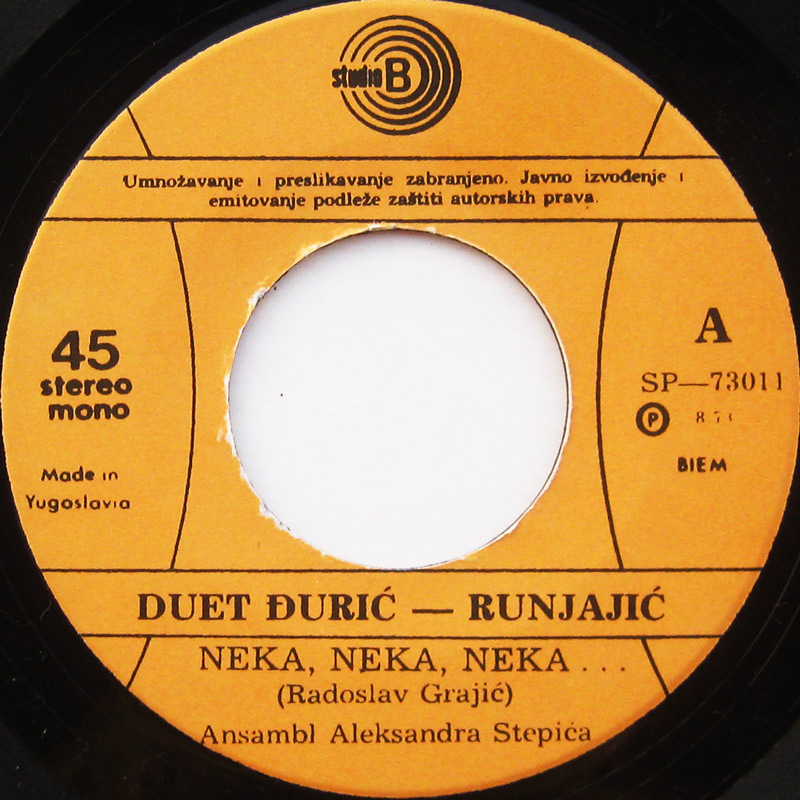 studio B
Umnožavanje i preslikavanje zabranjeno. Javno izvođenje i
emitovanje podleže zaštiti autorskih prava.
45
stereo
mono
Made in
Yugoslavia
A
SP—73011
Ⓟ
BIEM
DUET ĐURIĆ — RUNJAJIĆ
NEKA, NEKA, NEKA . . .
(Radoslav Grajić)
Ansambl Aleksandra Stepića